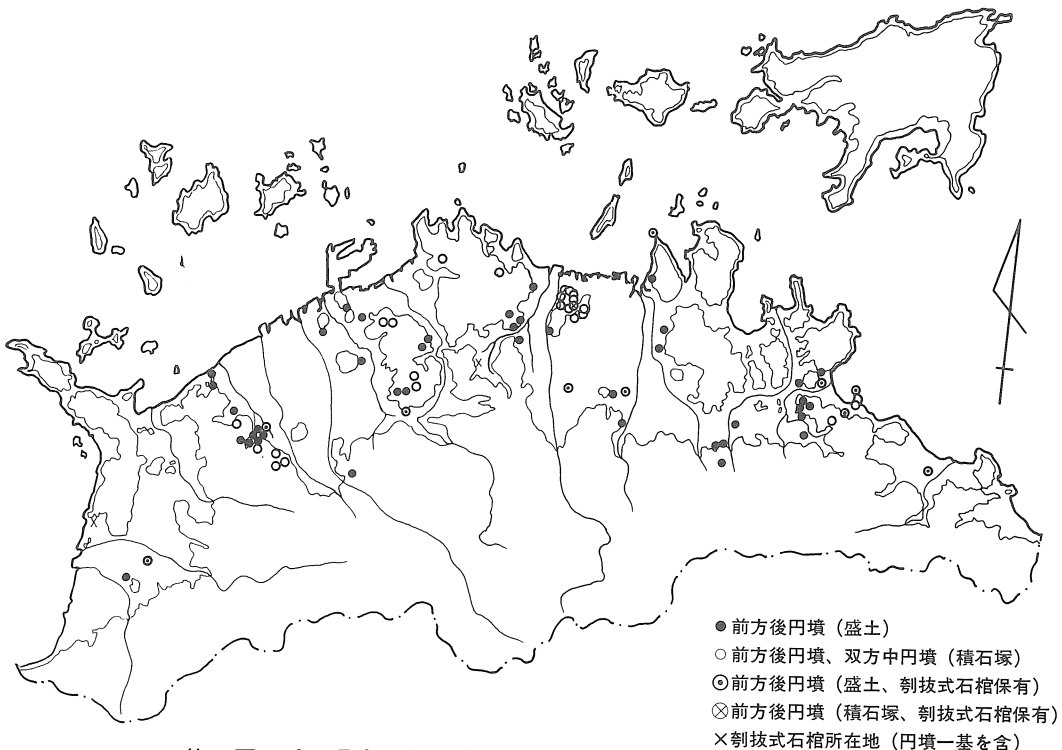 ●前方後円墳（盛土）
○前方後円墳、双方中円墳（積石塚）
◎前方後円墳（盛土、刳抜式石棺保有）
⊗前方後円墳（積石塚、刳抜式石棺保有）
×刳抜式石棺所在地（円墳一基を含）